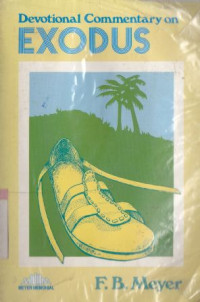 Devotional Commentary on
EXODUS
F. B. Meyer